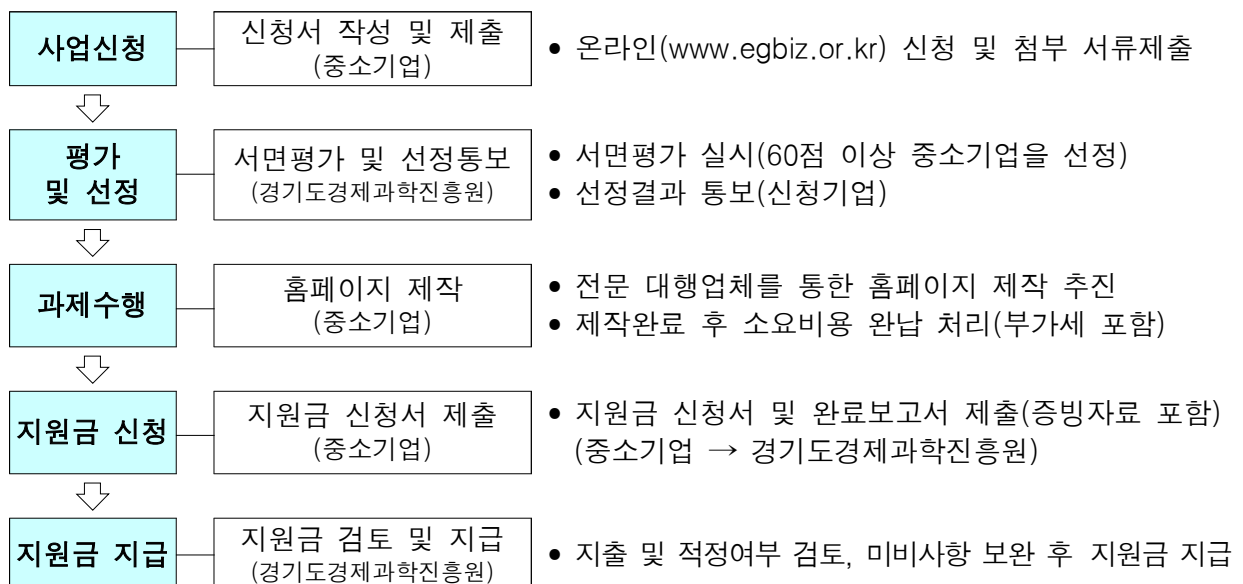 사업신청
신청서 작성 및 제출
(중소기업)
• 온라인(www.egbiz.or.kr) 신청 및 첨부 서류제출
평가
및 선정
서면평가 및 선정통보
(경기도경제과학진흥원)
• 서면평가 실시(60점 이상 중소기업을 선정)
• 선정결과 통보(신청기업)
과제수행
홈페이지 제작
(중소기업)
• 전문 대행업체를 통한 홈페이지 제작 추진
• 제작완료 후 소요비용 완납 처리(부가세 포함)
지원금 신청
지원금 신청서 제출
(중소기업)
• 지원금 신청서 및 완료보고서 제출(증빙자료 포함)
(중소기업 → 경기도경제과학진흥원)
지원금 지급
지원금 검토 및 지급
(경기도경제과학진흥원)
• 지출 및 적정여부 검토, 미비사항 보완 후 지원금 지급